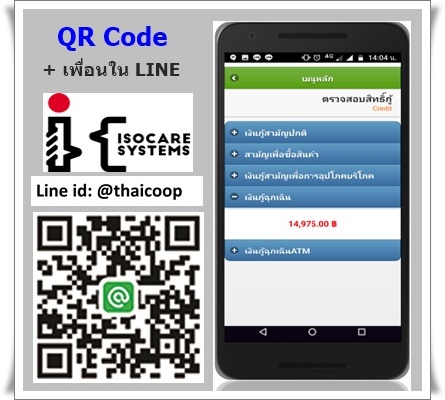 QR Code
+ เพื่อนใน LINE
ISOCARE
SYSTEMS
Line id: @thaicoop
4G 14:04 น.
เมนูหลัก
ตรวจสอบสิทธิ์กู้
Credit
เงินกู้สามัญปกติ
สามัญเพื่อซื้อสินค้า
เงินกู้สามัญเพื่อการอุปโภคบริโภค
เงินกู้ฉุกเฉิน
14,975.00 ฿
เงินกู้ฉุกเฉินATM